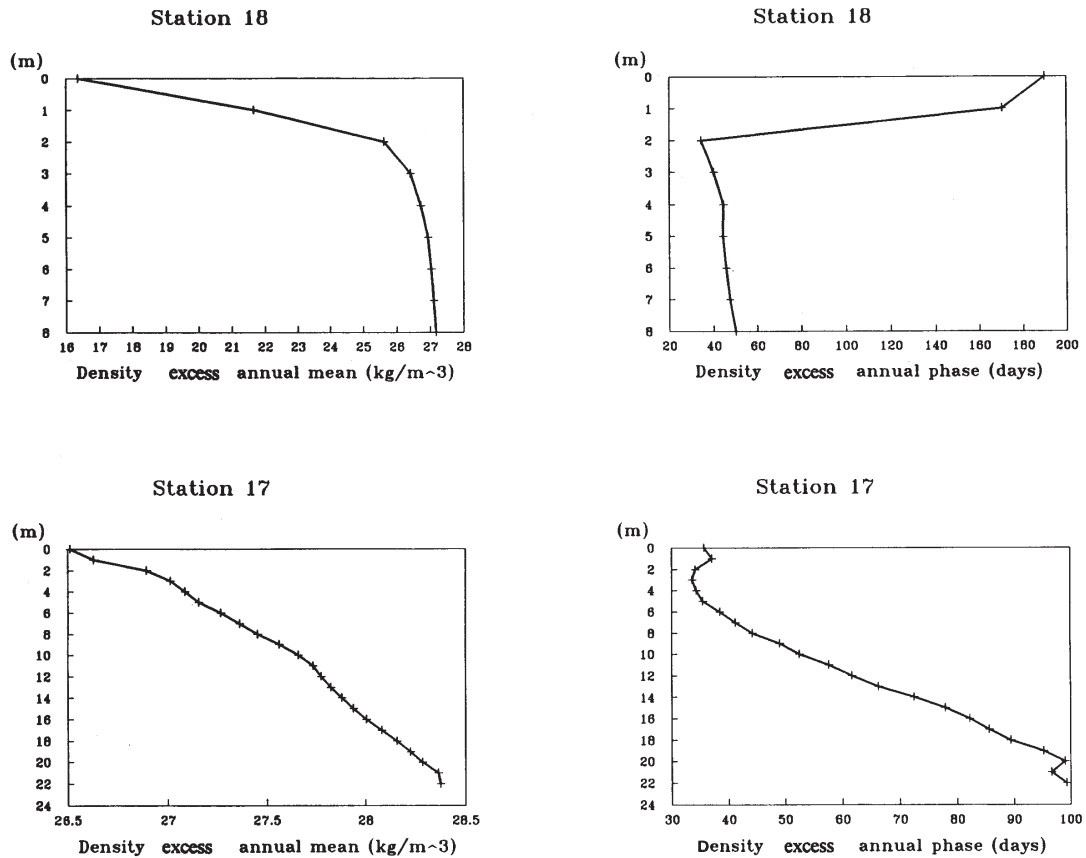 Station 18
(m)
0
1
2
3
4
5
6
7
8
16 17 18 19 20 21 22 23 24 25 26 27 28
Density excess annual mean (kg/m^3)
Station 18
(m)
0
1
2
3
4
5
6
7
8
20 40 60 80 100 120 140 160 180 200
Density excess annual phase (days)
Station 17
(m)
0
2
4
6
8
10
12
14
16
18
20
22
24
26.5 27 27.5 28 28.5
Density excess annual mean (kg/m^3)
Station 17
(m)
0
2
4
6
8
10
12
14
16
18
20
22
24
30 40 50 60 70 80 90 100
Density excess annual phase (days)